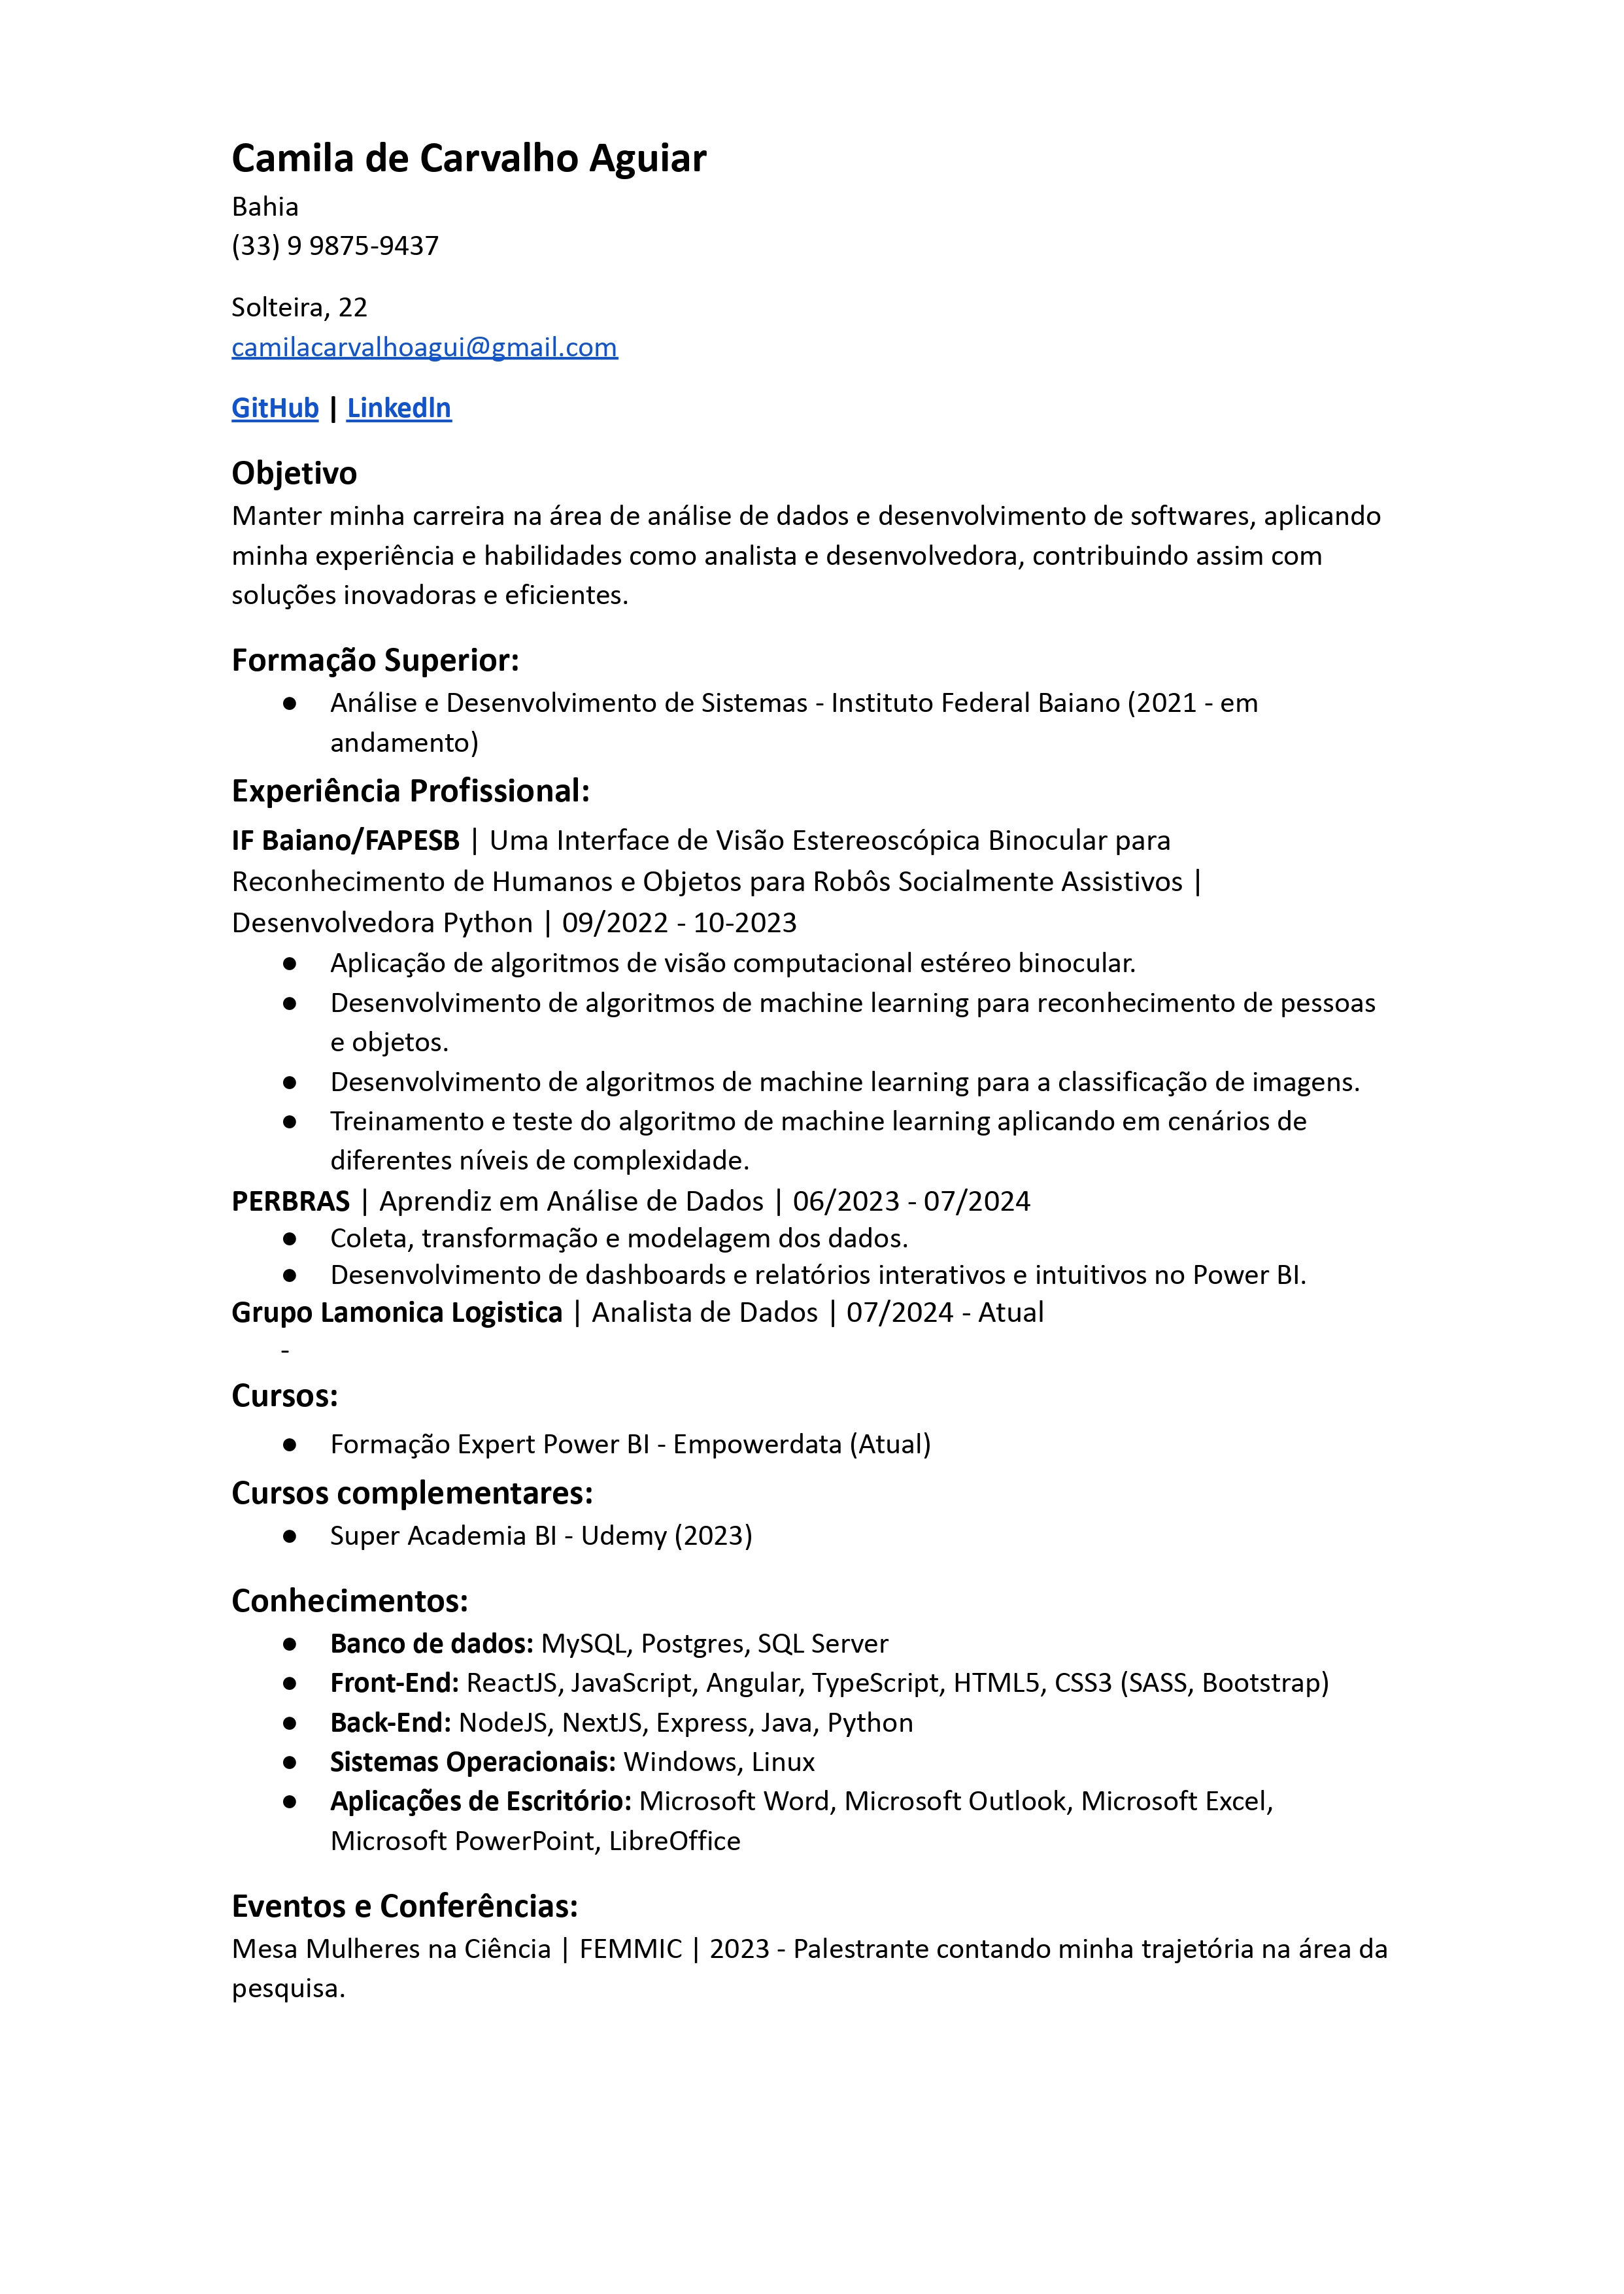 Camila de Carvalho Aguiar
Bahia
(33) 9 9875-9437
Solteira, 22
camilacarvalhoagui@gmail.com
GitHub | LinkedIn
Objetivo
Manter minha carreira na área de análise de dados e desenvolvimento de softwares, aplicando
minha experiência e habilidades como analista e desenvolvedora, contribuindo assim com
soluções inovadoras e eficientes.
Formação Superior:
● Análise e Desenvolvimento de Sistemas - Instituto Federal Baiano (2021 - em
andamento)
Experiência Profissional:
IF Baiano/FAPESB | Uma Interface de Visão Estereoscópica Binocular para
Reconhecimento de Humanos e Objetos para Robôs Socialmente Assistivos |
Desenvolvedora Python | 09/2022 - 10-2023
● Aplicação de algoritmos de visão computacional estéreo binocular.
● Desenvolvimento de algoritmos de machine learning para reconhecimento de pessoas
e objetos.
● Desenvolvimento de algoritmos de machine learning para a classificação de imagens.
● Treinamento e teste do algoritmo de machine learning aplicando em cenários de
diferentes níveis de complexidade.
PERBRAS | Aprendiz em Análise de Dados | 06/2023 - 07/2024
● Coleta, transformação e modelagem dos dados.
● Desenvolvimento de dashboards e relatórios interativos e intuitivos no Power BI.
Grupo Lamonica Logistica | Analista de Dados | 07/2024 - Atual
-
Cursos:
● Formação Expert Power BI - Empowerdata (Atual)
Cursos complementares:
● Super Academia BI - Udemy (2023)
Conhecimentos:
● Banco de dados: MySQL, Postgres, SQL Server
● Front-End: ReactJS, JavaScript, Angular, TypeScript, HTML5, CSS3 (SASS, Bootstrap)
● Back-End: NodeJS, NextJS, Express, Java, Python
● Sistemas Operacionais: Windows, Linux
● Aplicações de Escritório: Microsoft Word, Microsoft Outlook, Microsoft Excel,
Microsoft PowerPoint, LibreOffice
Eventos e Conferências:
Mesa Mulheres na Ciência | FEMMIC | 2023 - Palestrante contando minha trajetória na área da
pesquisa.